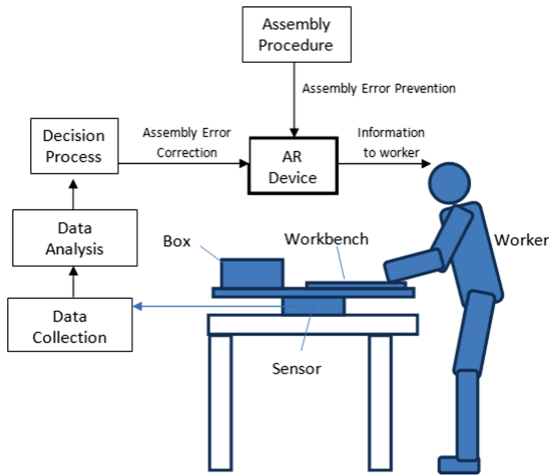 Assembly
Procedure
Assembly Error Prevention
Decision
Process
Assembly Error
Correction
AR
Device
Information
to worker
Data
Analysis
Box
Workbench
Worker
Data
Collection
Sensor